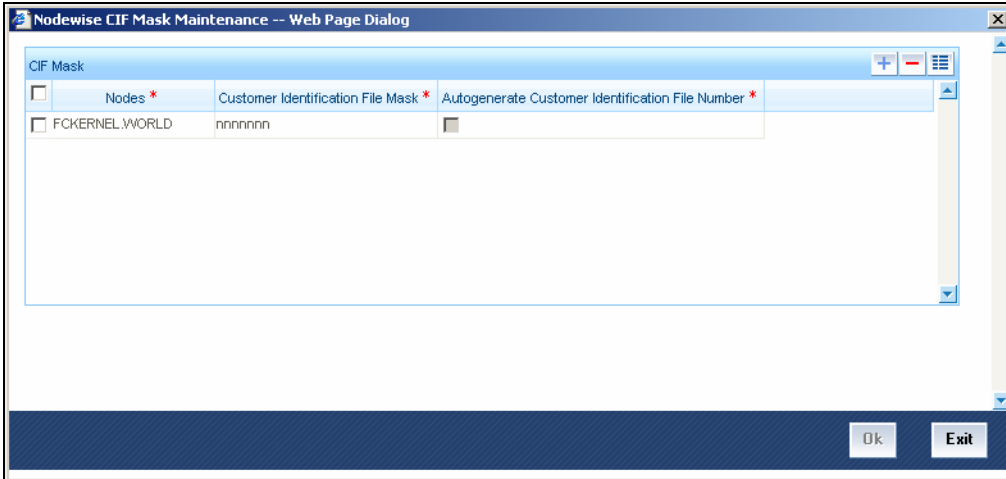 Nodewise CIF Mask Maintenance -- Web Page Dialog
CIF Mask
Nodes * Customer Identification File Mask * Autogenerate Customer Identification File Number *
FCKERNEL.WORLD nnnnnnn
Ok Exit